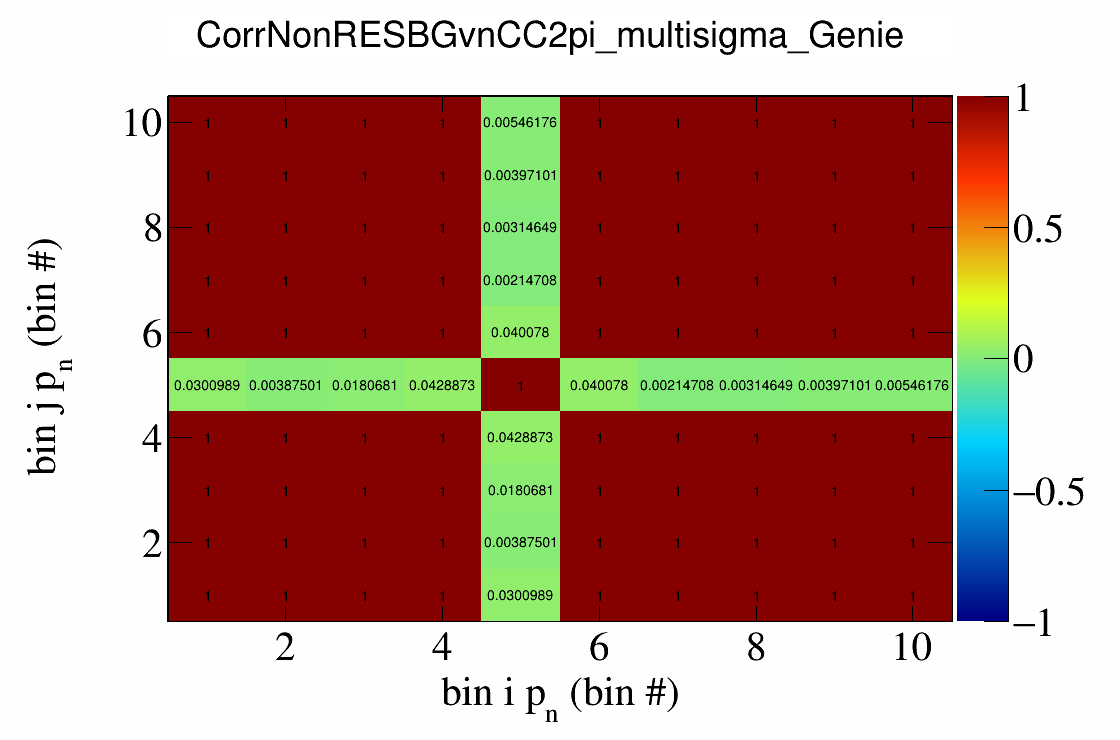 CorrNonRESBGvnCC2pi_multisigma_Genie
10 1 1 1 1 0.00546176 1 1 1 1 1 1
1 1 1 1 0.00397101 1 1 1 1 1
8 1 1 1 1 0.00314649 1 1 1 1 1 0.5
1 1 1 1 0.00214708 1 1 1 1 1
6 1 1 1 1 0.040078 1 1 1 1 1
0.0300989 0.00387501 0.0180681 0.0428873 1 0.040078 0.00214708 0.00314649 0.00397101 0.00546176 0
4 1 1 1 1 0.0428873 1 1 1 1 1
1 1 1 1 0.0180681 1 1 1 1 1 −0.5
2 1 1 1 1 0.00387501 1 1 1 1 1
1 1 1 1 0.0300989 1 1 1 1 1 −1
2 4 6 8 10
bin i pn (bin #)
bin j pn (bin #)